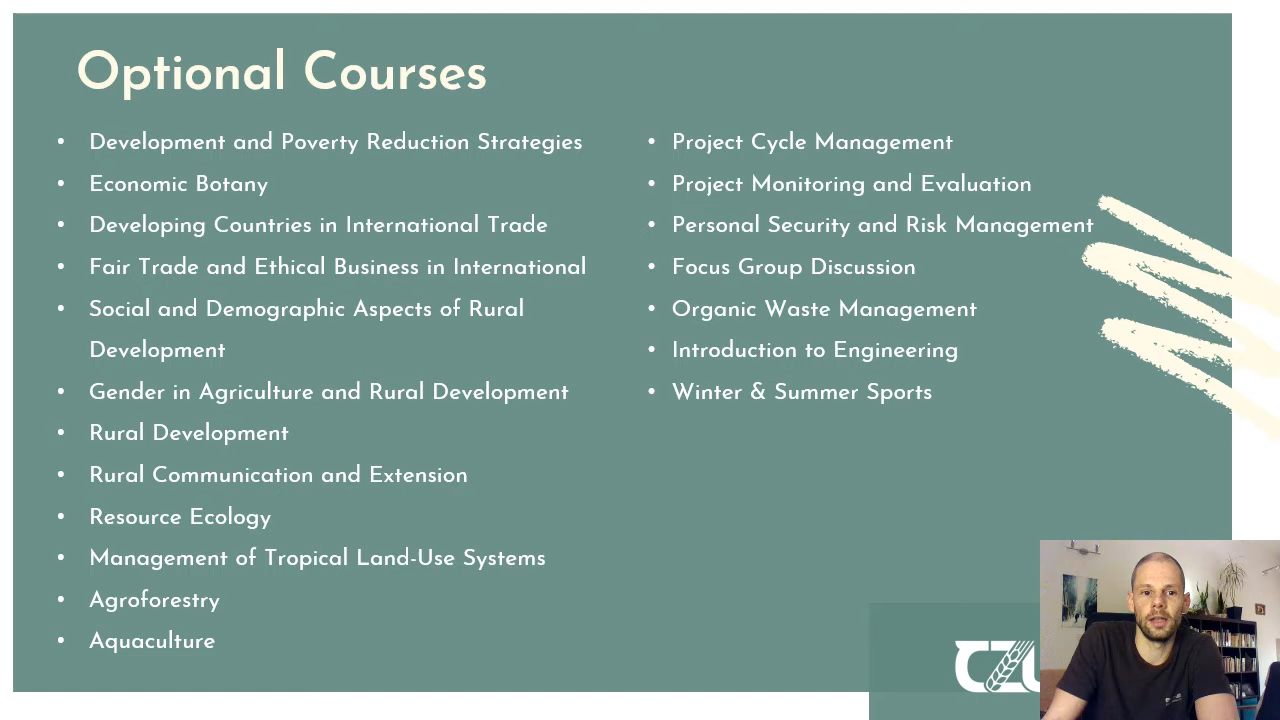 Optional Courses
• Development and Poverty Reduction Strategies
• Economic Botany
• Developing Countries in International Trade
• Fair Trade and Ethical Business in International
• Social and Demographic Aspects of Rural
Development
• Gender in Agriculture and Rural Development
• Rural Development
• Rural Communication and Extension
• Resource Ecology
• Management of Tropical Land-Use Systems
• Agroforestry
• Aquaculture
• Project Cycle Management
• Project Monitoring and Evaluation
• Personal Security and Risk Management
• Focus Group Discussion
• Organic Waste Management
• Introduction to Engineering
• Winter & Summer Sports